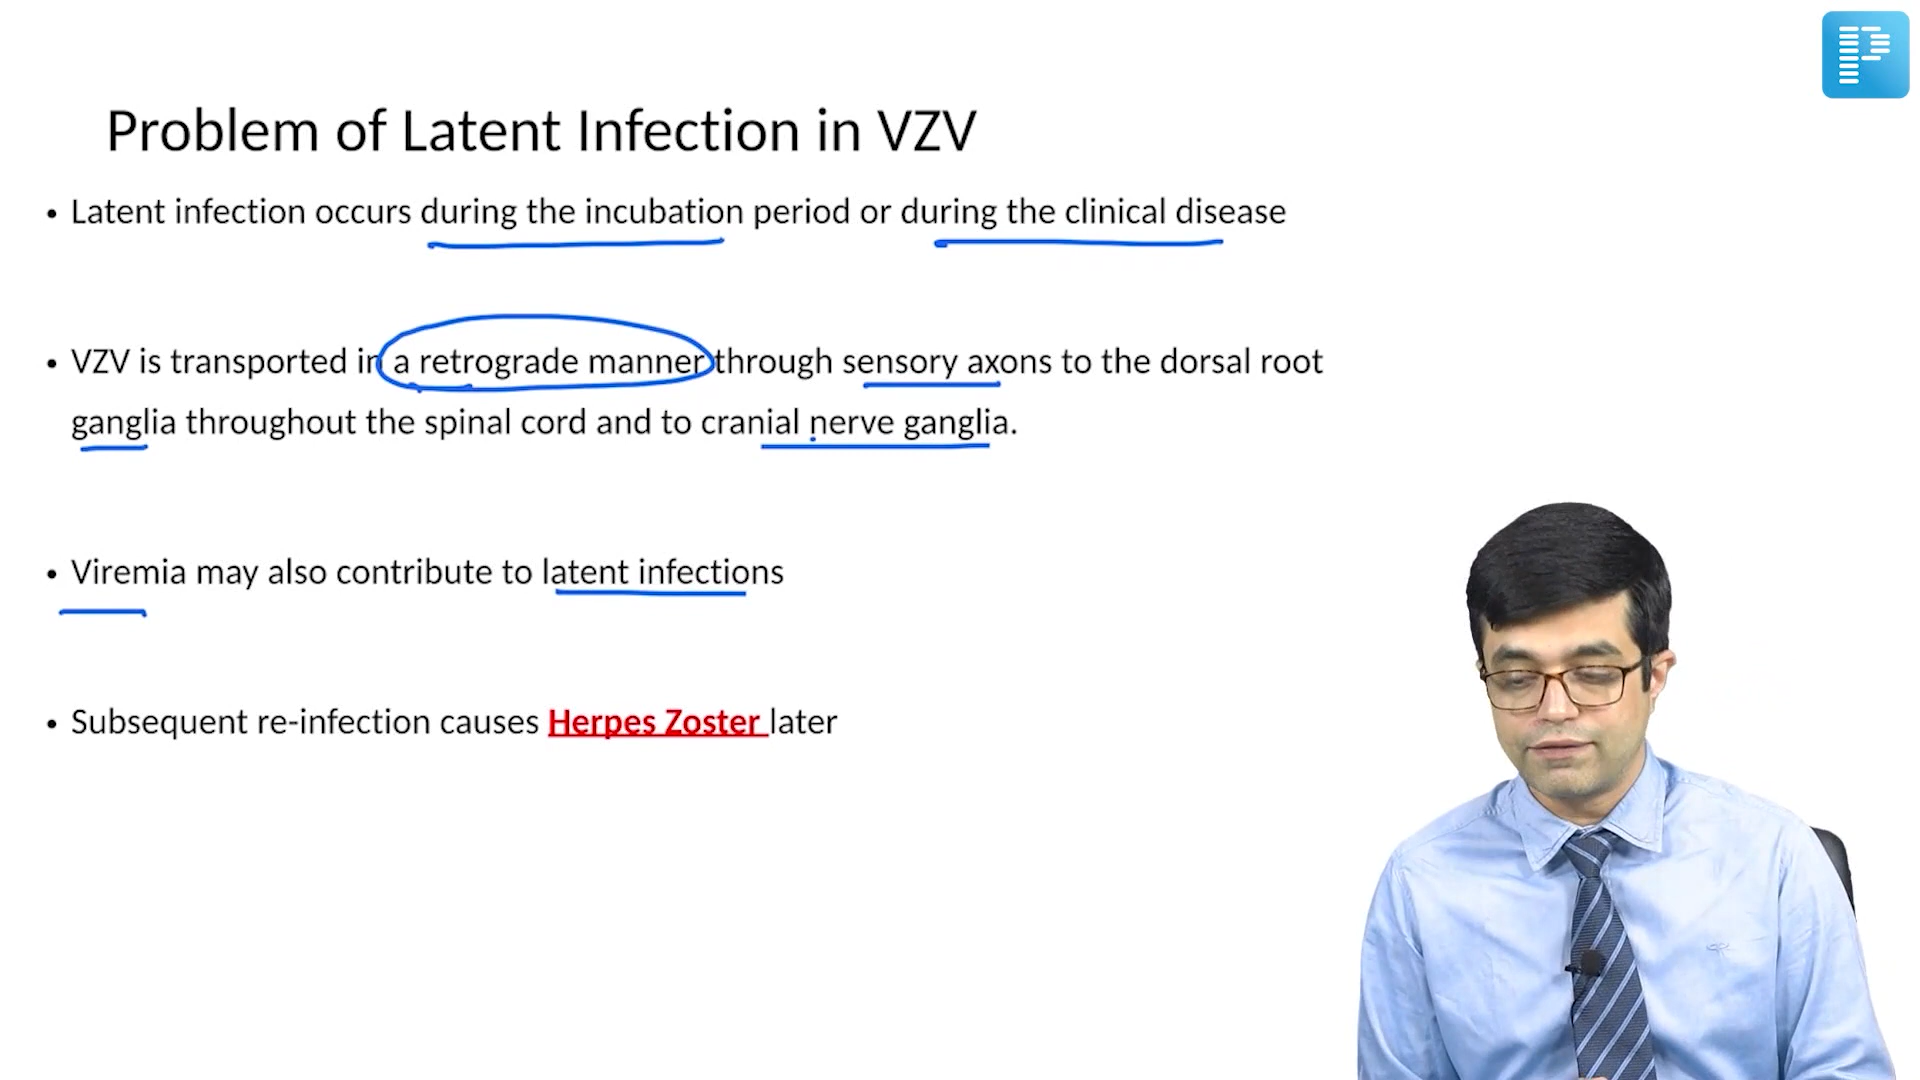 Problem of Latent Infection in VZV
• Latent infection occurs during the incubation period or during the clinical disease
• VZV is transported in a retrograde manner through sensory axons to the dorsal root
ganglia throughout the spinal cord and to cranial nerve ganglia.
• Viremia may also contribute to latent infections
• Subsequent re-infection causes Herpes Zoster later